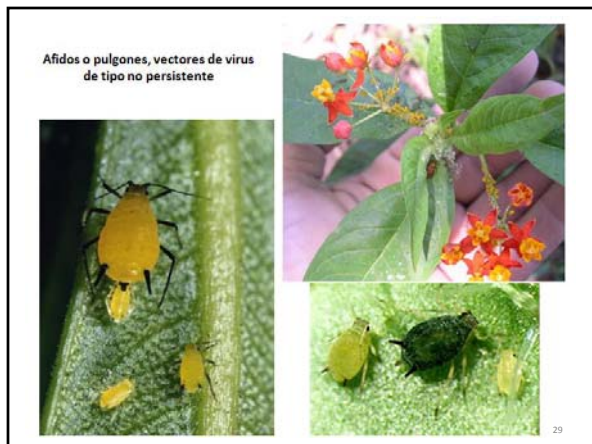 Afidos o pulgones, vectores de virus
de tipo no persistente
29